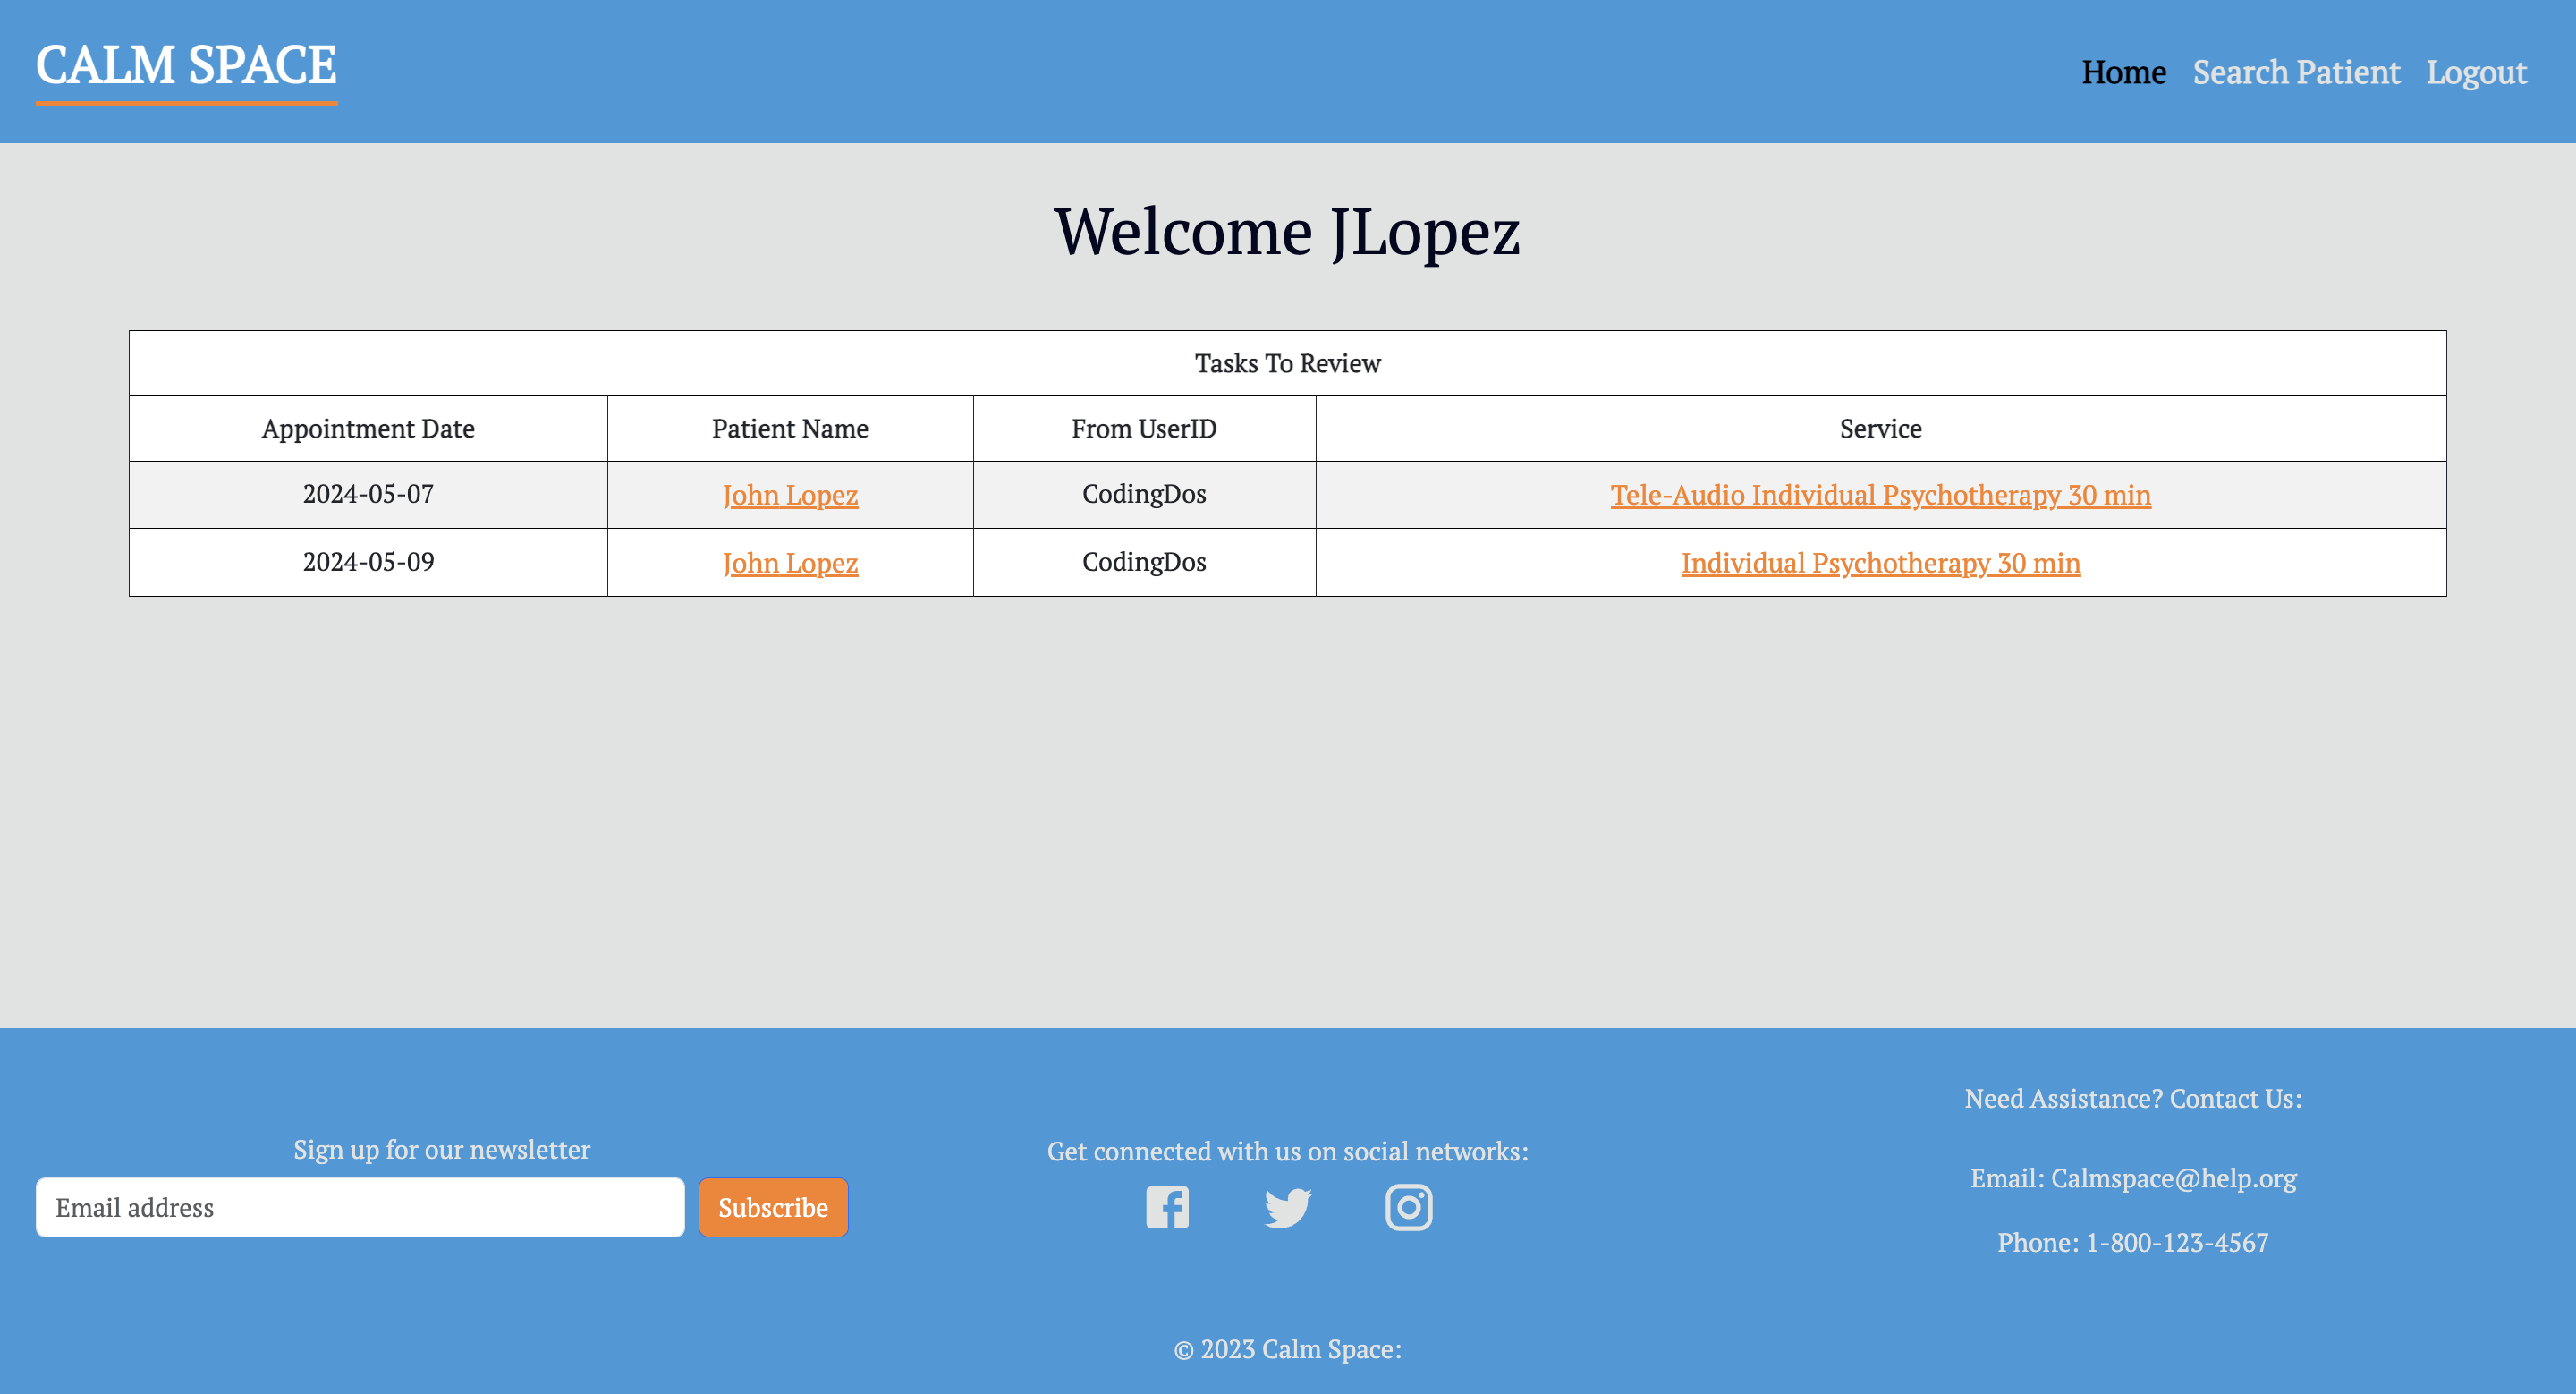 CALM SPACE
Home Search Patient Logout
Welcome JLopez
Tasks To Review
Appointment Date Patient Name From UserID Service
2024-05-07 John Lopez CodingDos Tele-Audio Individual Psychotherapy 30 min
2024-05-09 John Lopez CodingDos Individual Psychotherapy 30 min
Sign up for our newsletter
Email address Subscribe
Get connected with us on social networks:
Need Assistance? Contact Us:
Email: Calmspace@help.org
Phone: 1-800-123-4567
© 2023 Calm Space: